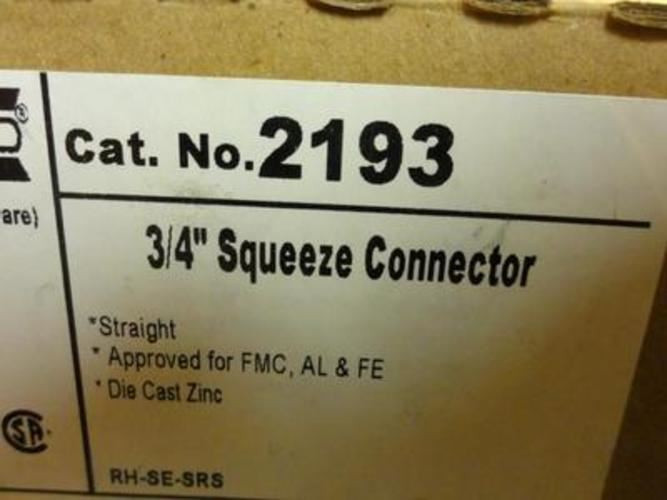 Cat. No. 2193
are)
3/4" Squeeze Connector
*Straight
* Approved for FMC, AL & FE
* Die Cast Zinc
SA
RH-SE-SRS